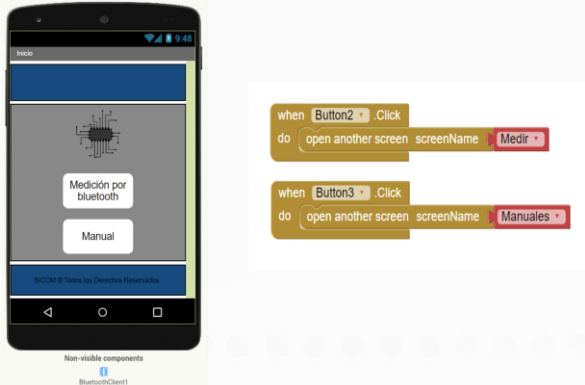 9:48
Inicio
Medición por
bluetooth
Manual
SICOM © Todos los Derechos Reservados
Non-visible components
BluetoothClient1
when Button2 .Click
do open another screen screenName Medir
when Button3 .Click
do open another screen screenName Manuales